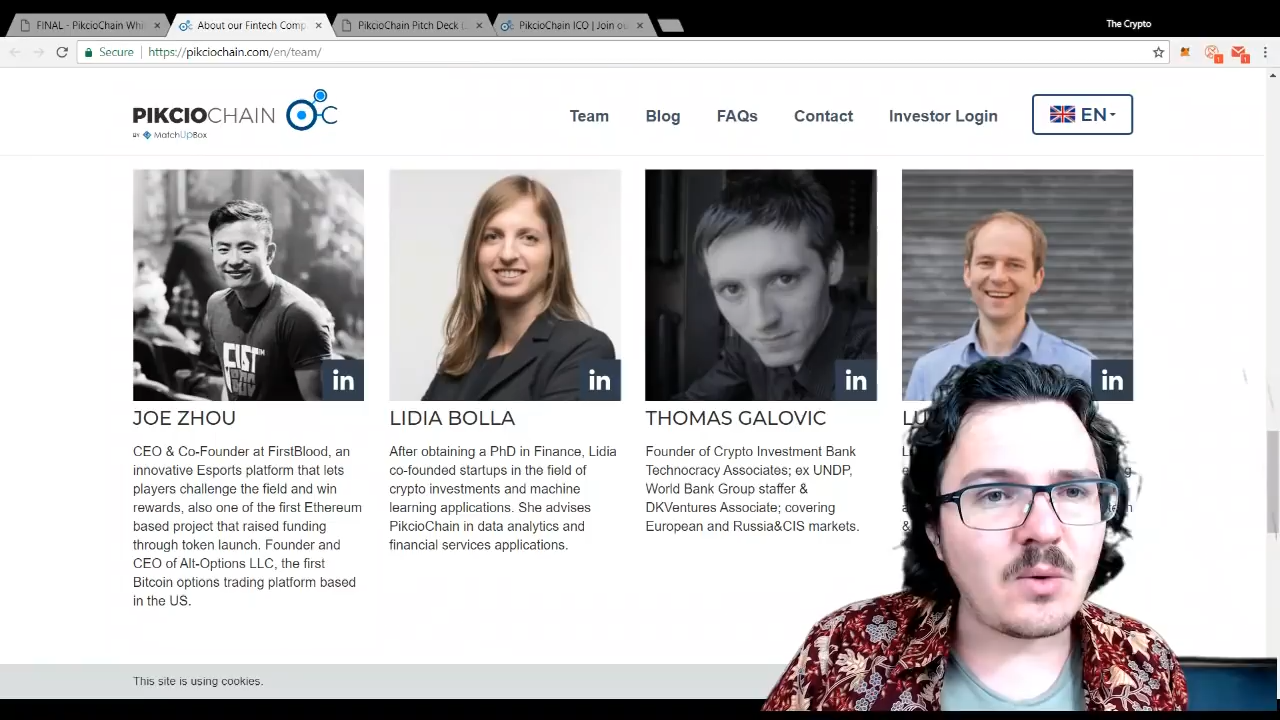 FINAL - PikcioChain Whi
About our Fintech Comp
PikcioChain Pitch Deck
PikcioChain ICO | Join ou
The Crypto
Secure
https://pikciochain.com/en/team/
PIKCIOCHAIN
BY MatchUpBox
Team
Blog
FAQs
Contact
Investor Login
EN
CIST
in
in
in
in
JOE ZHOU
CEO & Co-Founder at FirstBlood, an
innovative Esports platform that lets
players challenge the field and win
rewards, also one of the first Ethereum
based project that raised funding
through token launch. Founder and
CEO of Alt-Options LLC, the first
Bitcoin options trading platform based
in the US.
LIDIA BOLLA
After obtaining a PhD in Finance, Lidia
co-founded startups in the field of
crypto investments and machine
learning applications. She advises
PikcioChain in data analytics and
financial services applications.
THOMAS GALOVIC
Founder of Crypto Investment Bank
Technocracy Associates; ex UNDP,
World Bank Group staffer &
DKVentures Associate; covering
European and Russia&CIS markets.
LU
This site is using cookies.